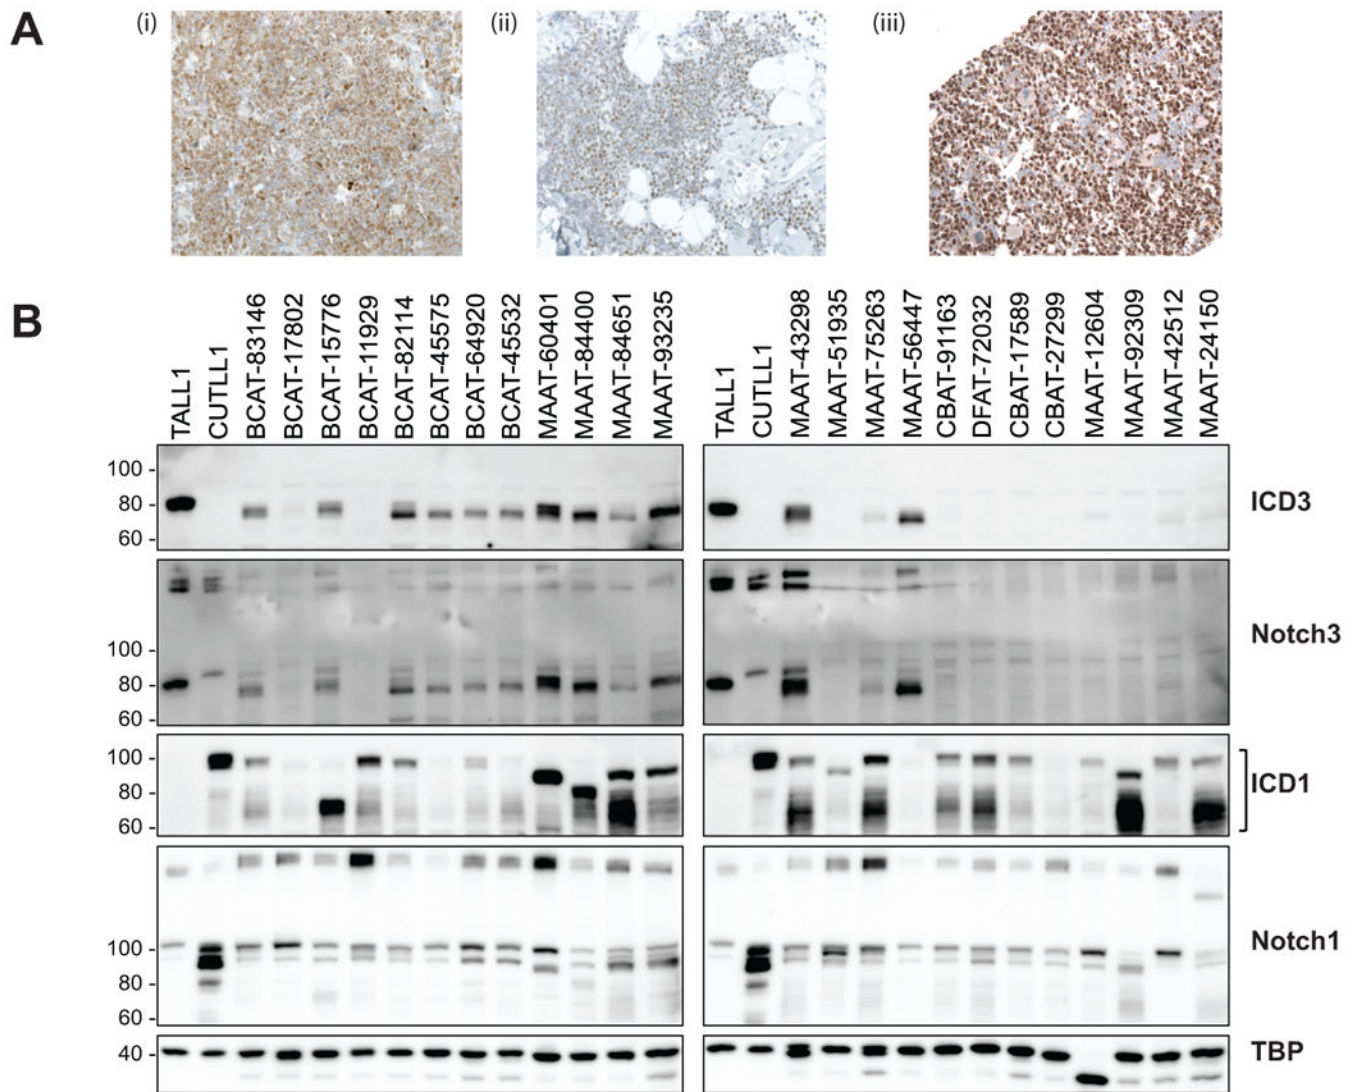 A
(i)
(ii)
(iii)
B
TALL1
CUTLL1
BCAT-83146
BCAT-17802
BCAT-15776
BCAT-11929
BCAT-82114
BCAT-45575
BCAT-64920
BCAT-45532
MAAT-60401
MAAT-84400
MAAT-84651
MAAT-93235
TALL1
CUTLL1
MAAT-43298
MAAT-51935
MAAT-75263
MAAT-56447
CBAT-91163
DFAT-72032
CBAT-17589
CBAT-27299
MAAT-12604
MAAT-92309
MAAT-42512
MAAT-24150
100 -
80 -
60 -
ICD3
100 -
80 -
60 -
Notch3
100 -
80 -
60 -
ICD1
100 -
80 -
60 -
Notch1
40 -
TBP